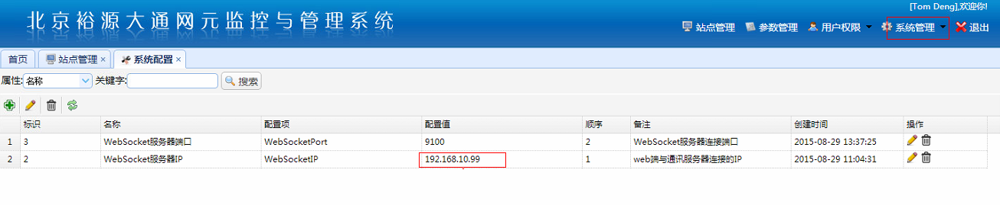 [Tom Deng],欢迎你!
北京裕源大通网元监控与管理系统
站点管理 参数管理 用户权限 系统管理 退出
首页 站点管理 × 系统配置 ×
属性: 名称 关键字: 搜索
标识 名称 配置项 配置值 顺序 备注 创建时间 操作
1 3 WebSocket服务器端口 WebSocketPort 9100 2 WebSocket服务器连接端口 2015-08-29 13:37:25
2 2 WebSocket服务器IP WebSocketIP 192.168.10.99 1 web端与通讯服务器连接的IP 2015-08-29 11:04:31